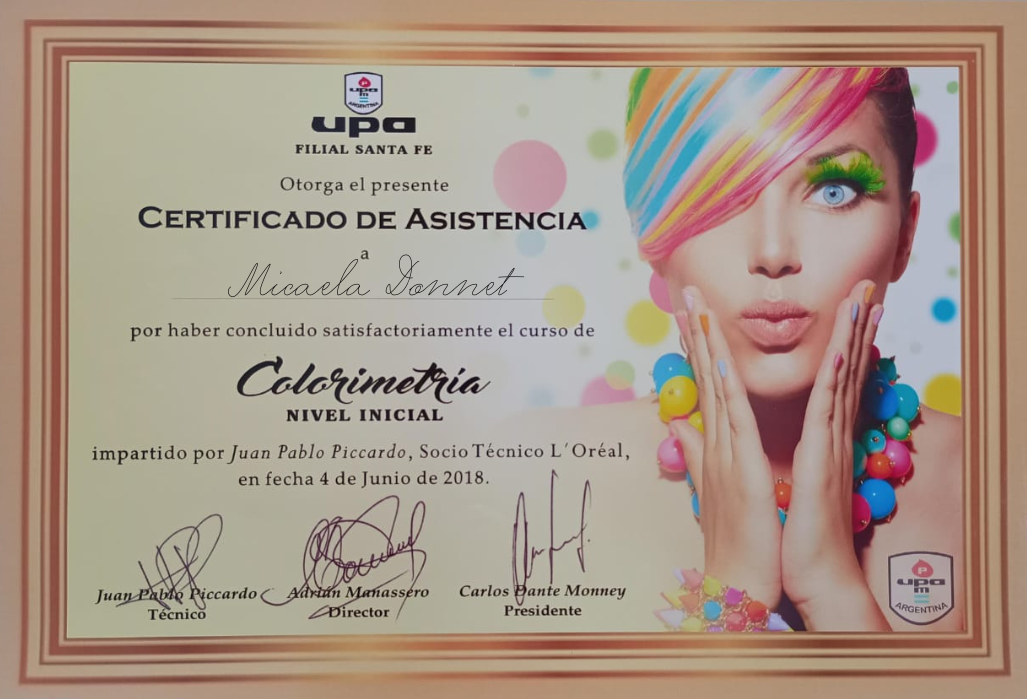 upa
m
ARGENTINA
upa
FILIAL SANTA FE
Otorga el presente
CERTIFICADO DE ASISTENCIA
a
Micaela Donnet
por haber concluido satisfactoriamente el curso de
Colorimetría
NIVEL INICIAL
impartido por Juan Pablo Piccardo, Socio Técnico L´Oréal,
en fecha 4 de Junio de 2018.
Juan Pablo Piccardo Adrián Manassero Carlos Dante Monney
Técnico Director Presidente
P
upa
m
ARGENTINA